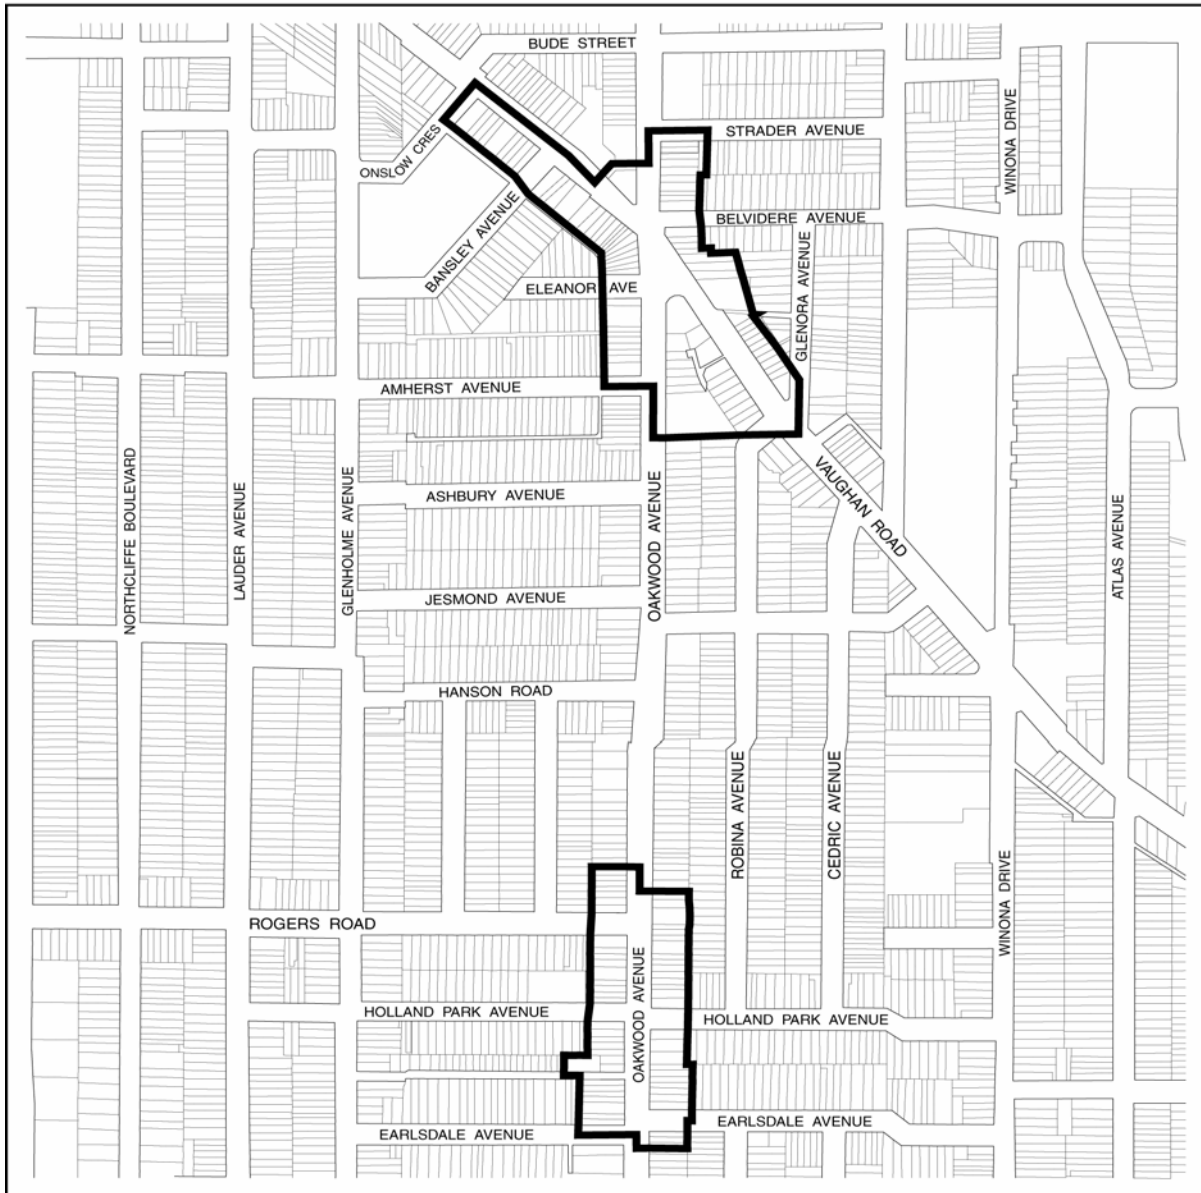 BUDE STREET
STRADER AVENUE
WINONA DRIVE
ONSLOW CRES
BELVIDERE AVENUE
BANSLEY AVENUE
ELEANOR AVE
GLENORA AVENUE
AMHERST AVENUE
NORTHCLIFFE BOULEVARD
LAUDER AVENUE
GLENHOLME AVENUE
ASHBURY AVENUE
OAKWOOD AVENUE
VAUGHAN ROAD
ATLAS AVENUE
JESMOND AVENUE
HANSON ROAD
ROBINA AVENUE
CEDRIC AVENUE
WINONA DRIVE
ROGERS ROAD
OAKWOOD AVENUE
HOLLAND PARK AVENUE
HOLLAND PARK AVENUE
EARLSDALE AVENUE
EARLSDALE AVENUE